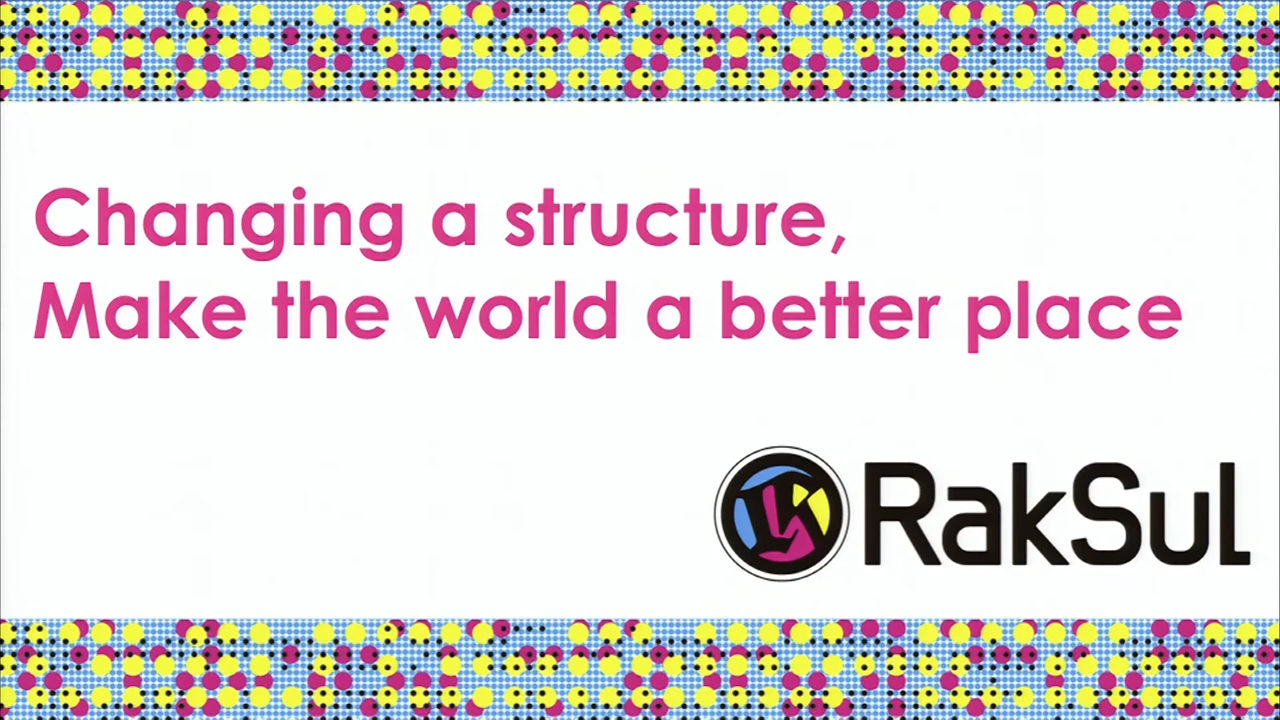 Changing a structure,
Make the world a better place
RakSul